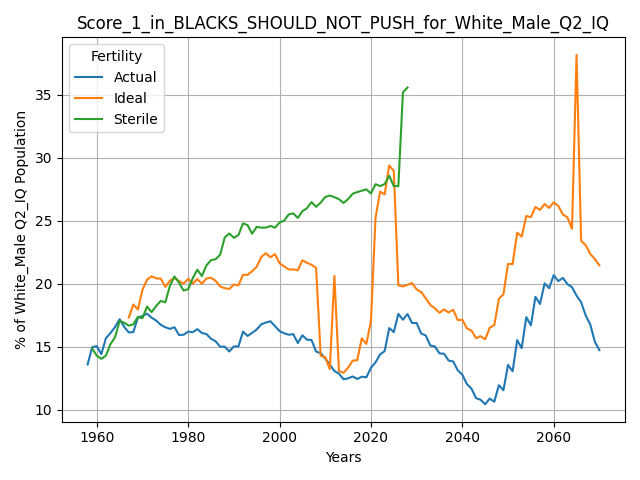 Score_1_in_BLACKS_SHOULD_NOT_PUSH_for_White_Male_Q2_IQ
Fertility
Actual
Ideal
Sterile
% of White_Male Q2_IQ Population
35
30
25
20
15
10
1960
1980
2000
2020
2040
2060
Years